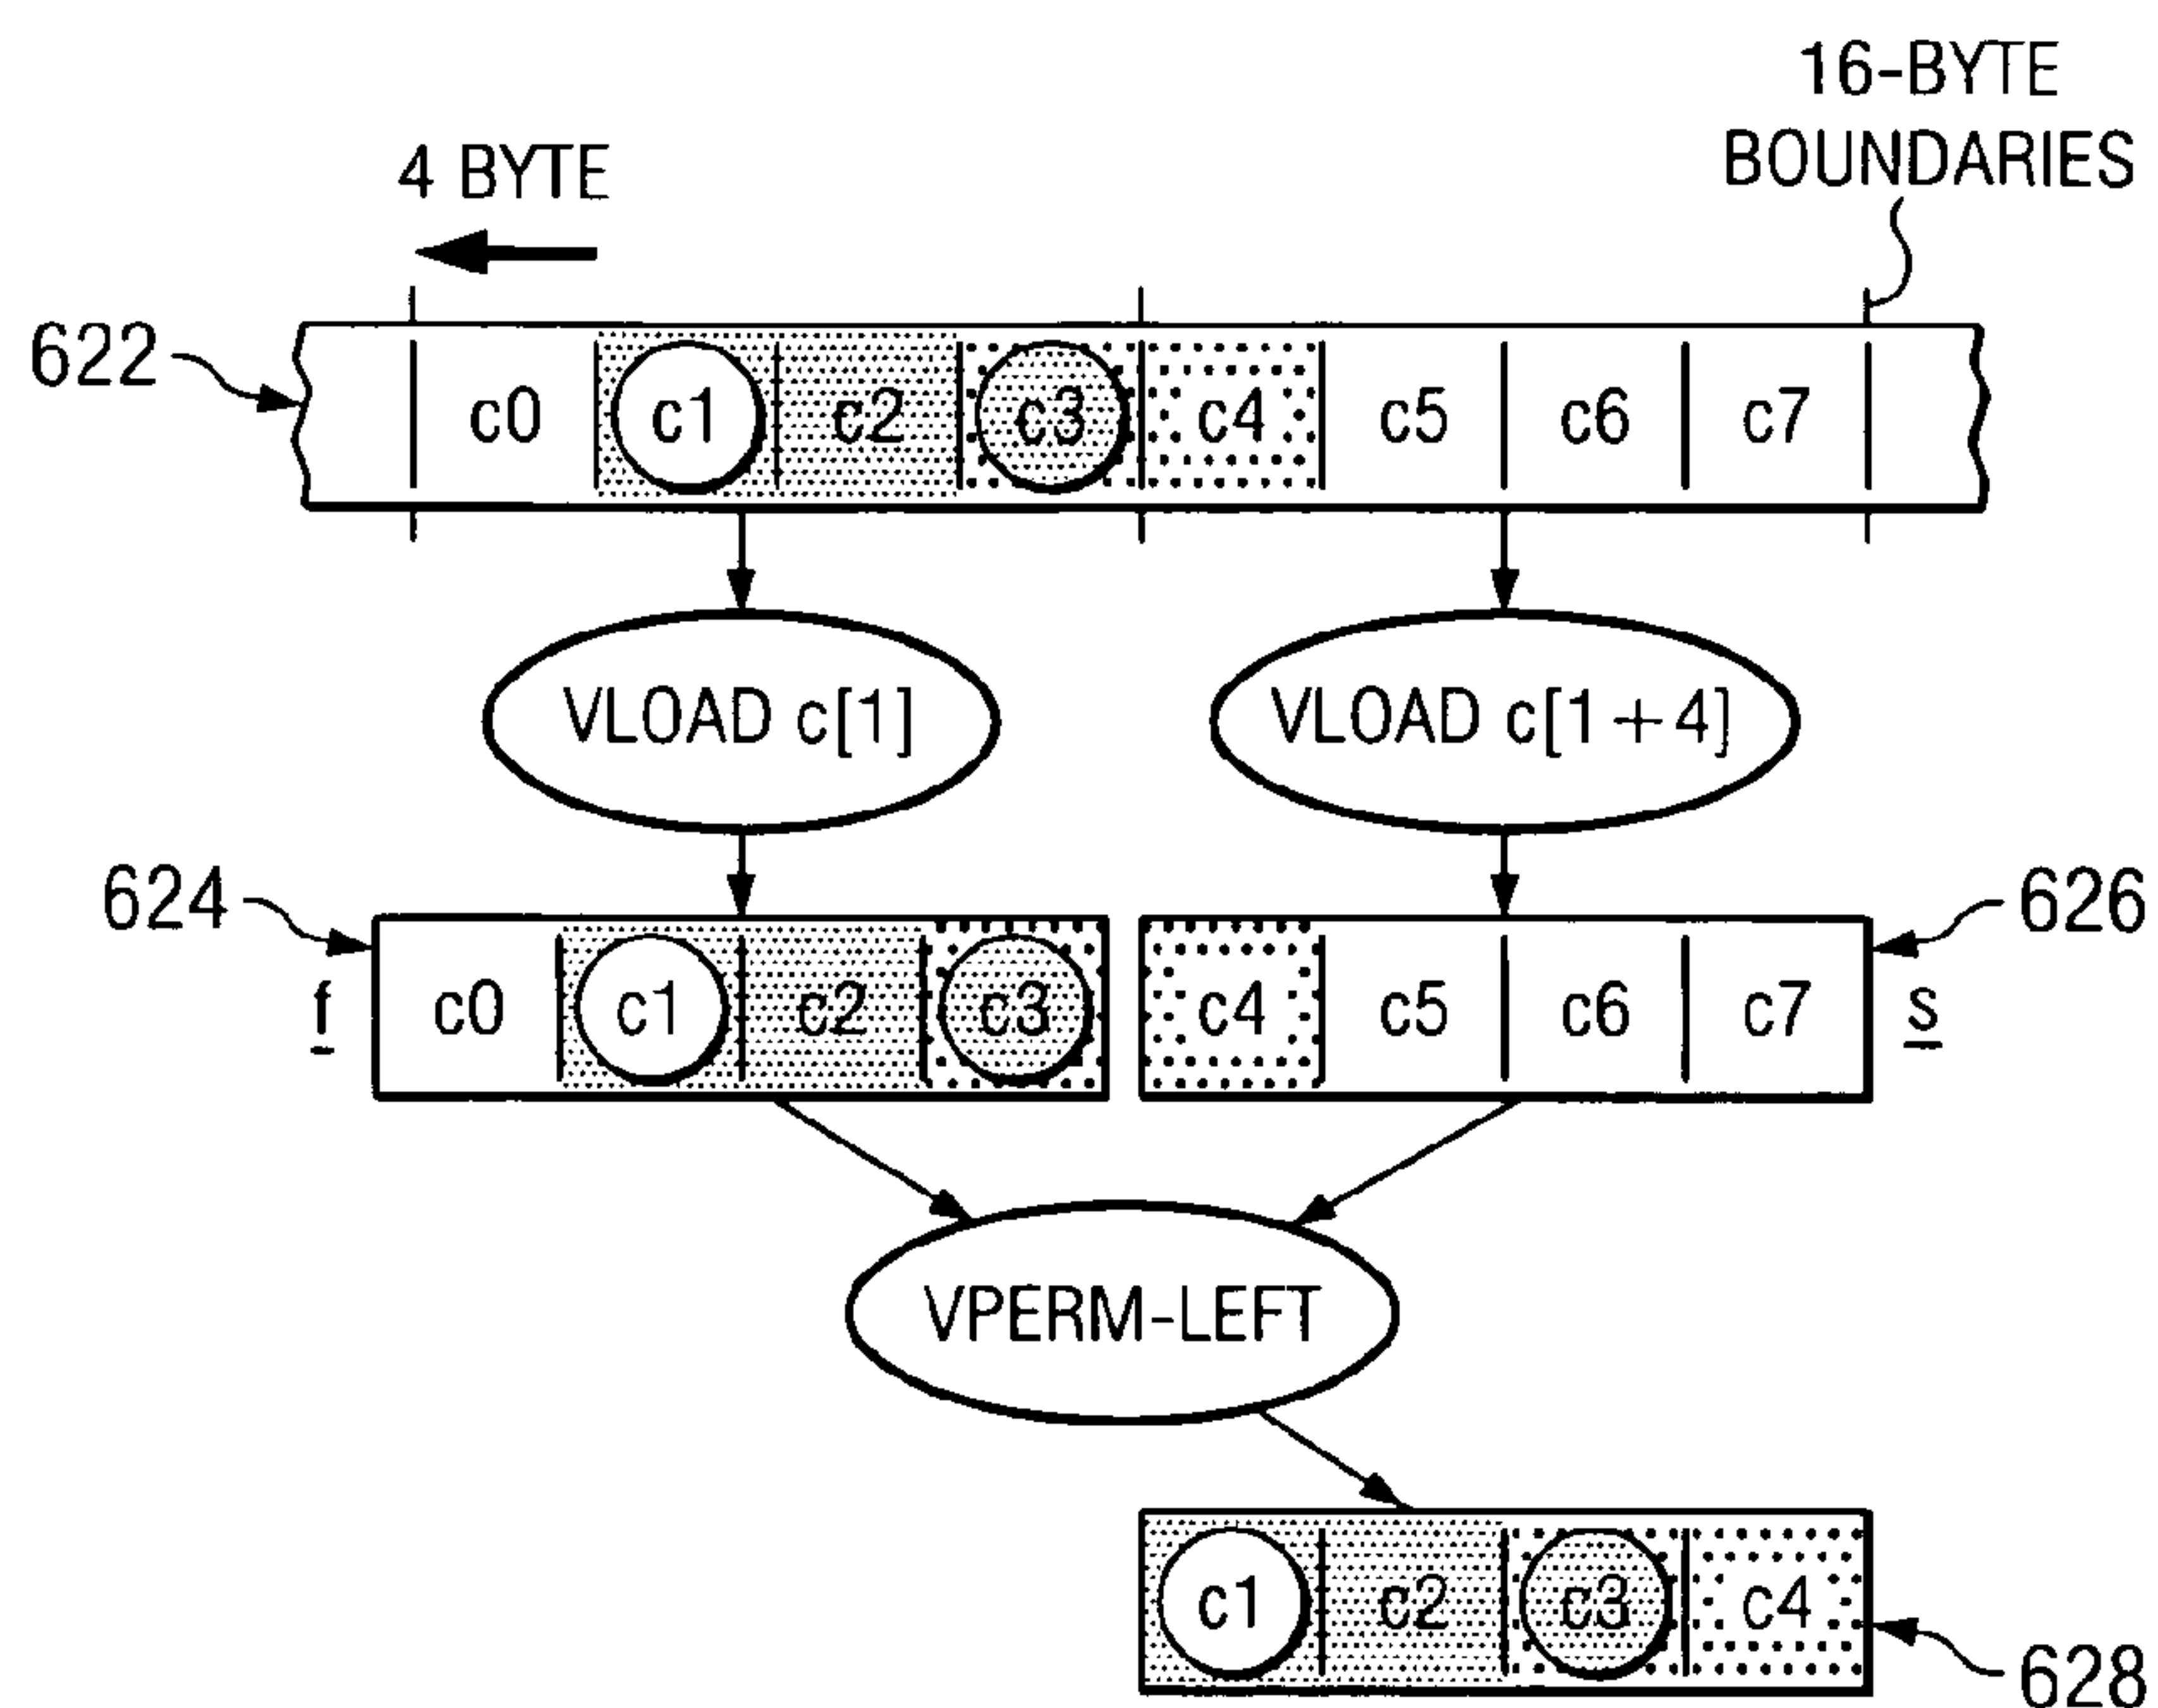 16-BYTE
BOUNDARIES
4 BYTE
622
c0 c1 c2 c3 c4 c5 c6 c7
VLOAD c[1] VLOAD c[1+4]
624 626
f c0 c1 c2 c3 c4 c5 c6 c7 s
VPERM-LEFT
c1 c2 c3 c4
628